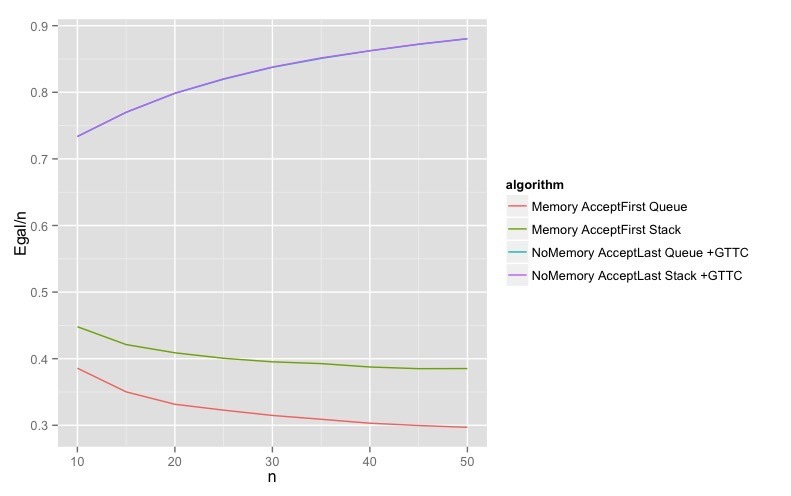 0.9
0.8
0.7
0.6
0.5
0.4
0.3
Egal/n
10 20 30 40 50
n
algorithm
Memory AcceptFirst Queue
Memory AcceptFirst Stack
NoMemory AcceptLast Queue +GTTC
NoMemory AcceptLast Stack +GTTC